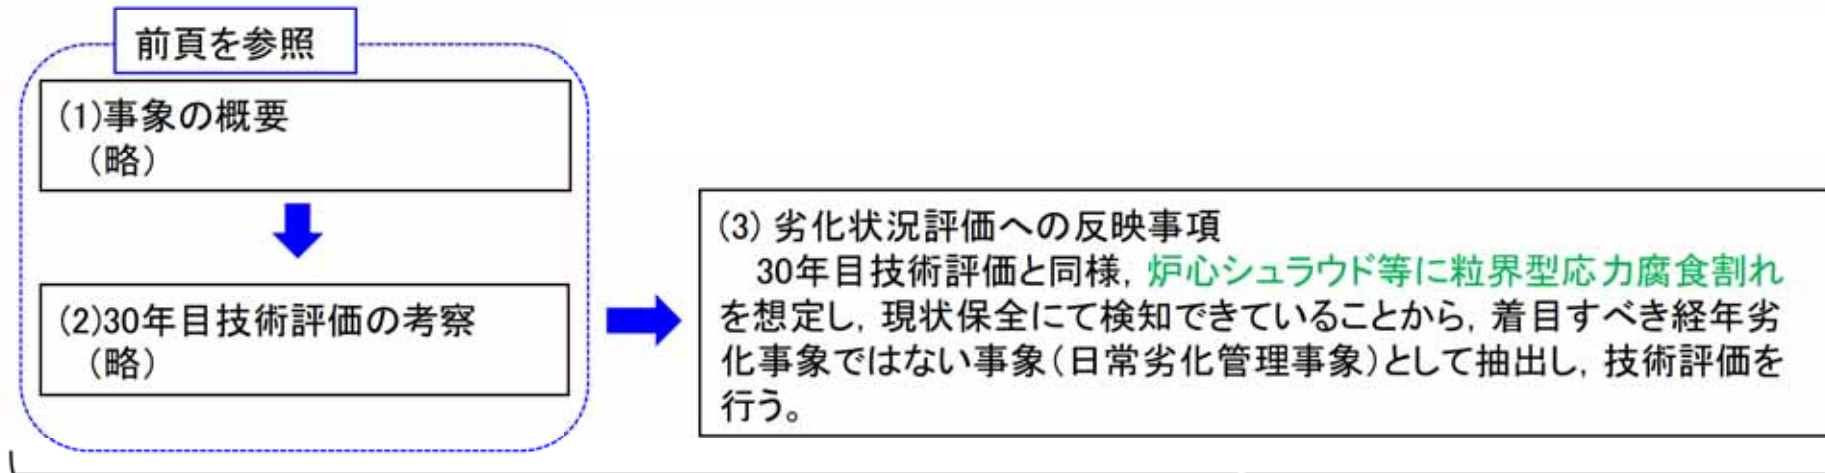 前頁を参照
(1)事象の概要
(略)
(2)30年目技術評価の考察
(略)
(3) 劣化状況評価への反映事項
30年目技術評価と同様, 炉心シュラウド等に粒界型応力腐食割れ
を想定し, 現状保全にて検知できていることから, 着目すべき経年劣
化事象ではない事象(日常劣化管理事象)として抽出し, 技術評価を
行う。